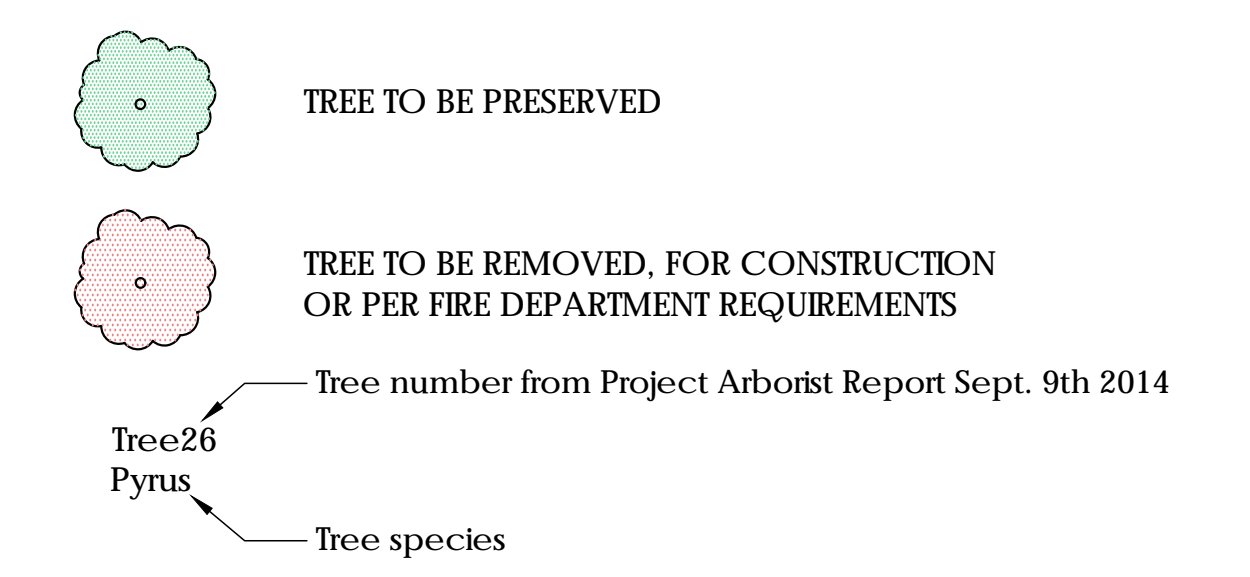 TREE TO BE PRESERVED
TREE TO BE REMOVED, FOR CONSTRUCTION
OR PER FIRE DEPARTMENT REQUIREMENTS
Tree number from Project Arborist Report Sept. 9th 2014
Tree26
Pyrus
Tree species